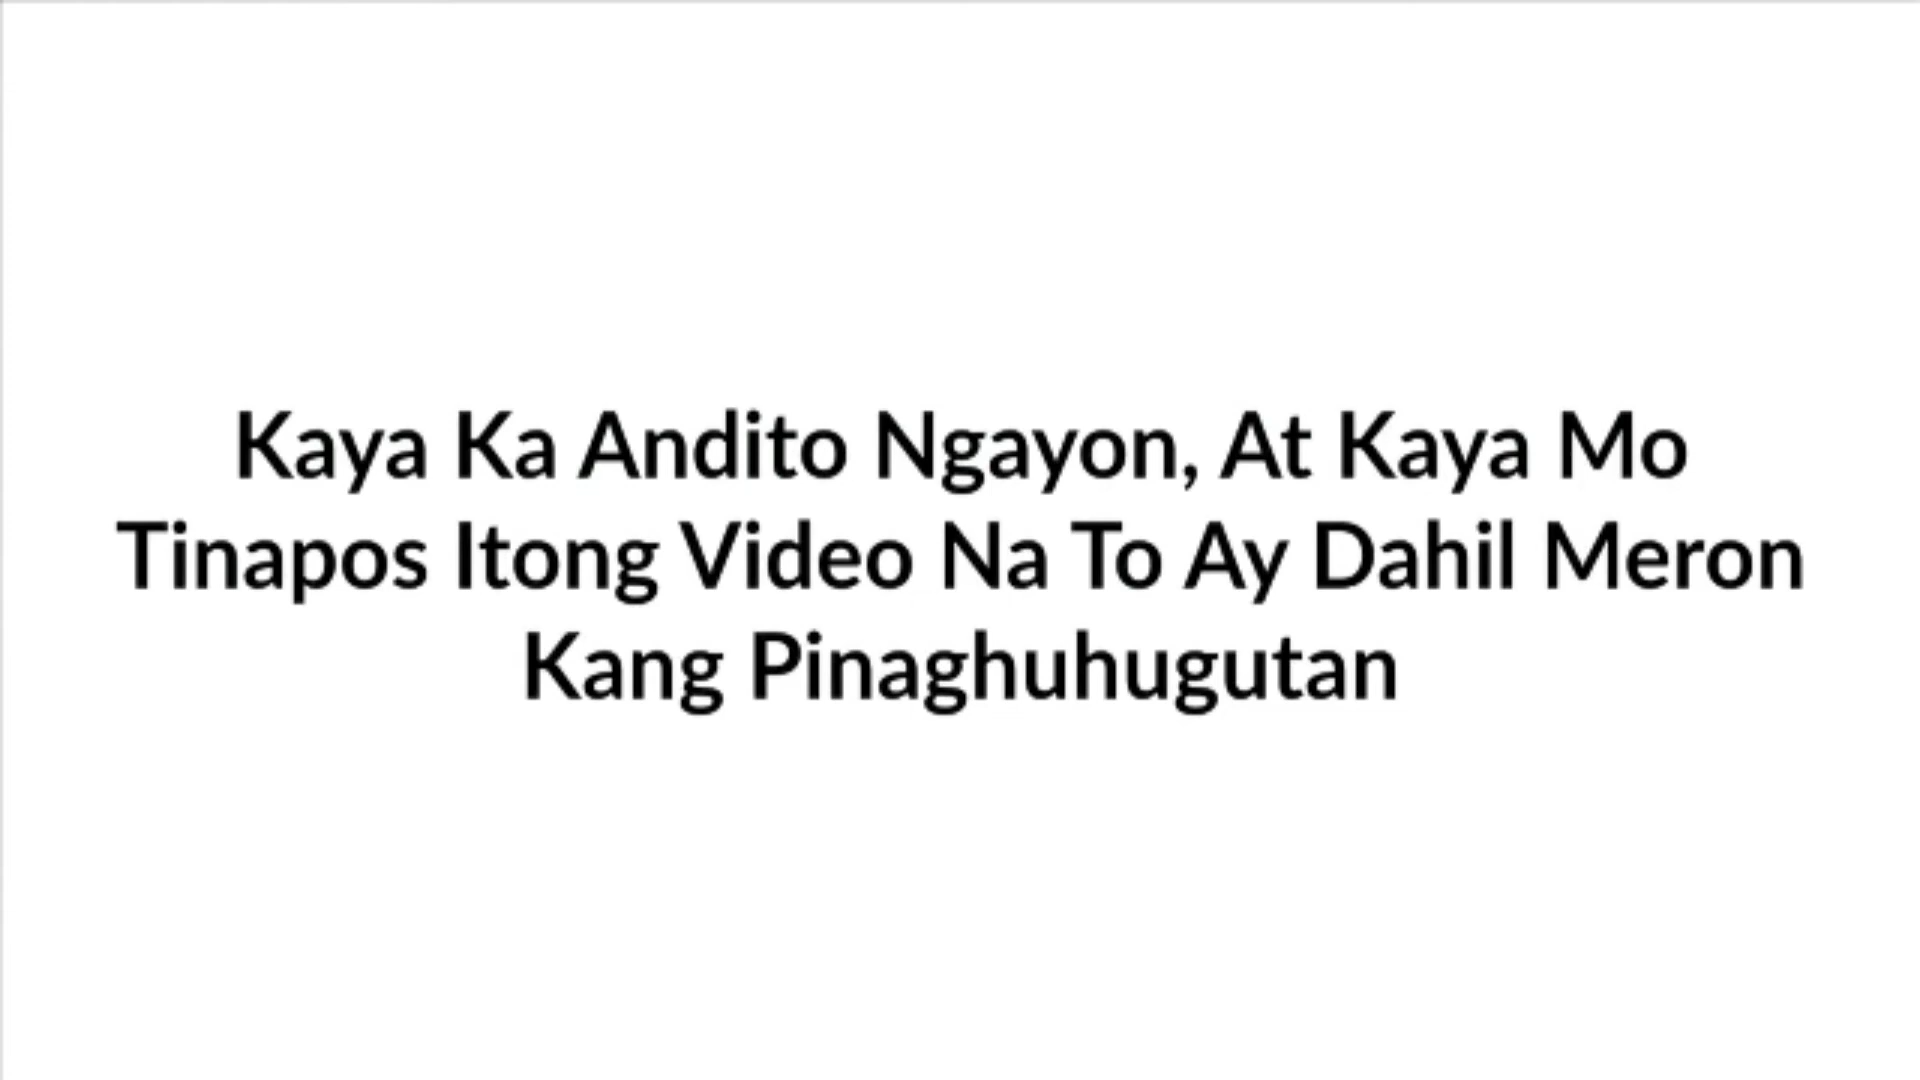 Kaya Ka Andito Ngayon, At Kaya Mo
Tinapos Itong Video Na To Ay Dahil Meron
Kang Pinaghuhugutan